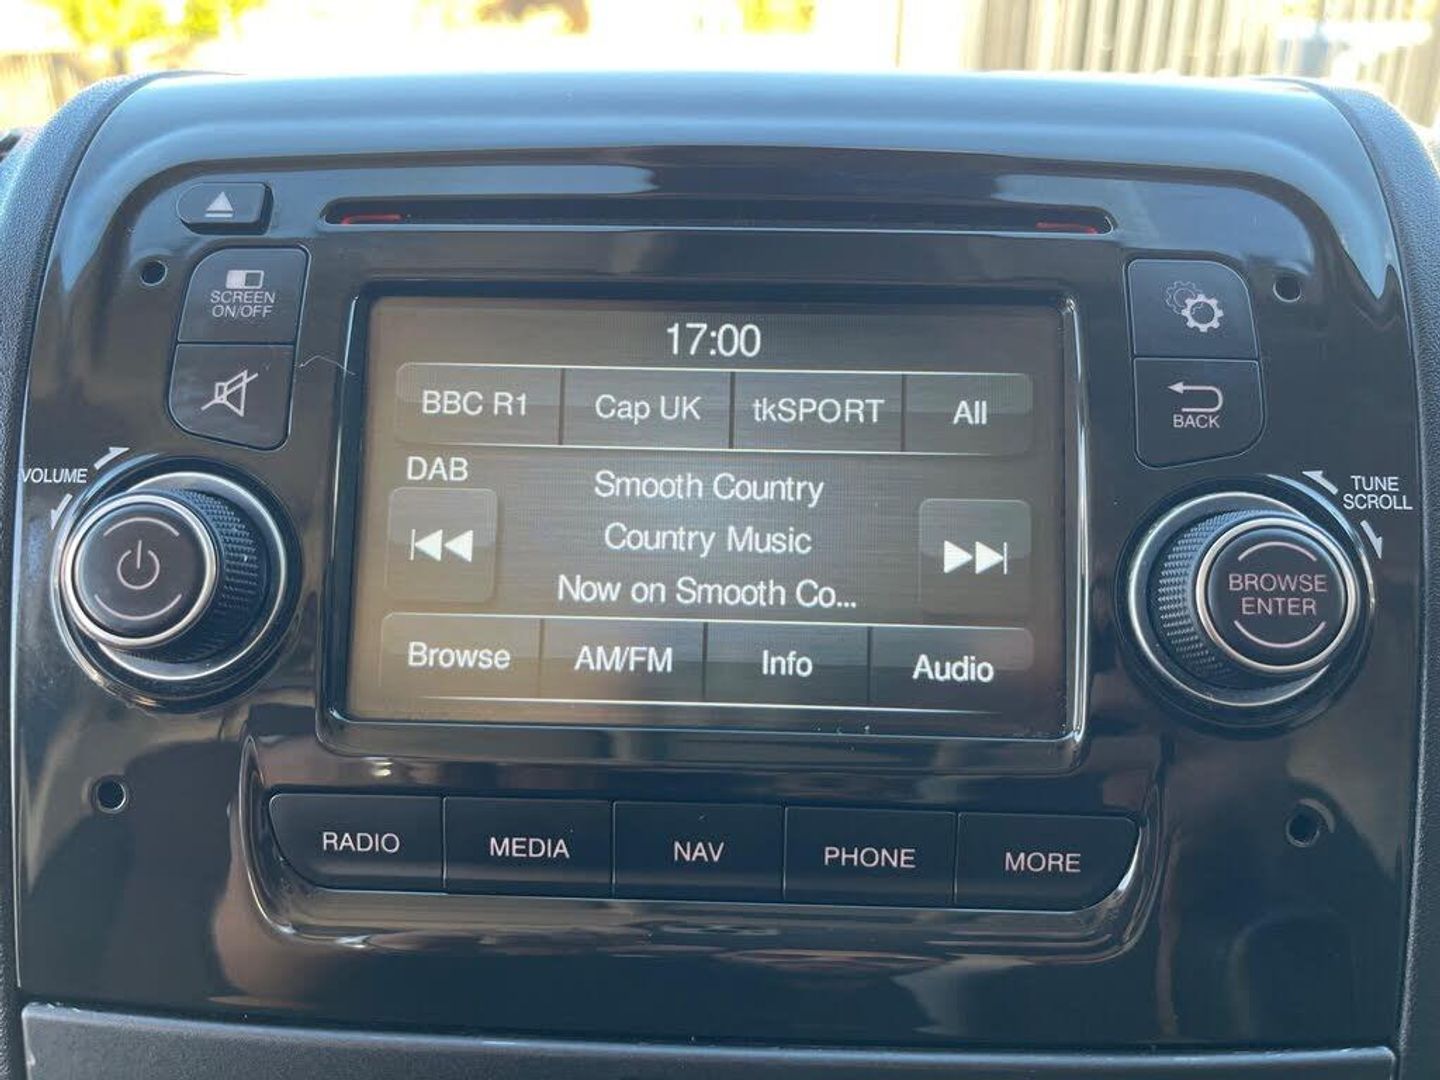 SCREEN
ON/OFF
VOLUME
17:00
BBC R1 Cap UK tkSPORT All
DAB
Smooth Country
Country Music
Now on Smooth Co...
Browse AM/FM Info Audio
BACK
TUNE
SCROLL
BROWSE
ENTER
RADIO MEDIA NAV PHONE MORE